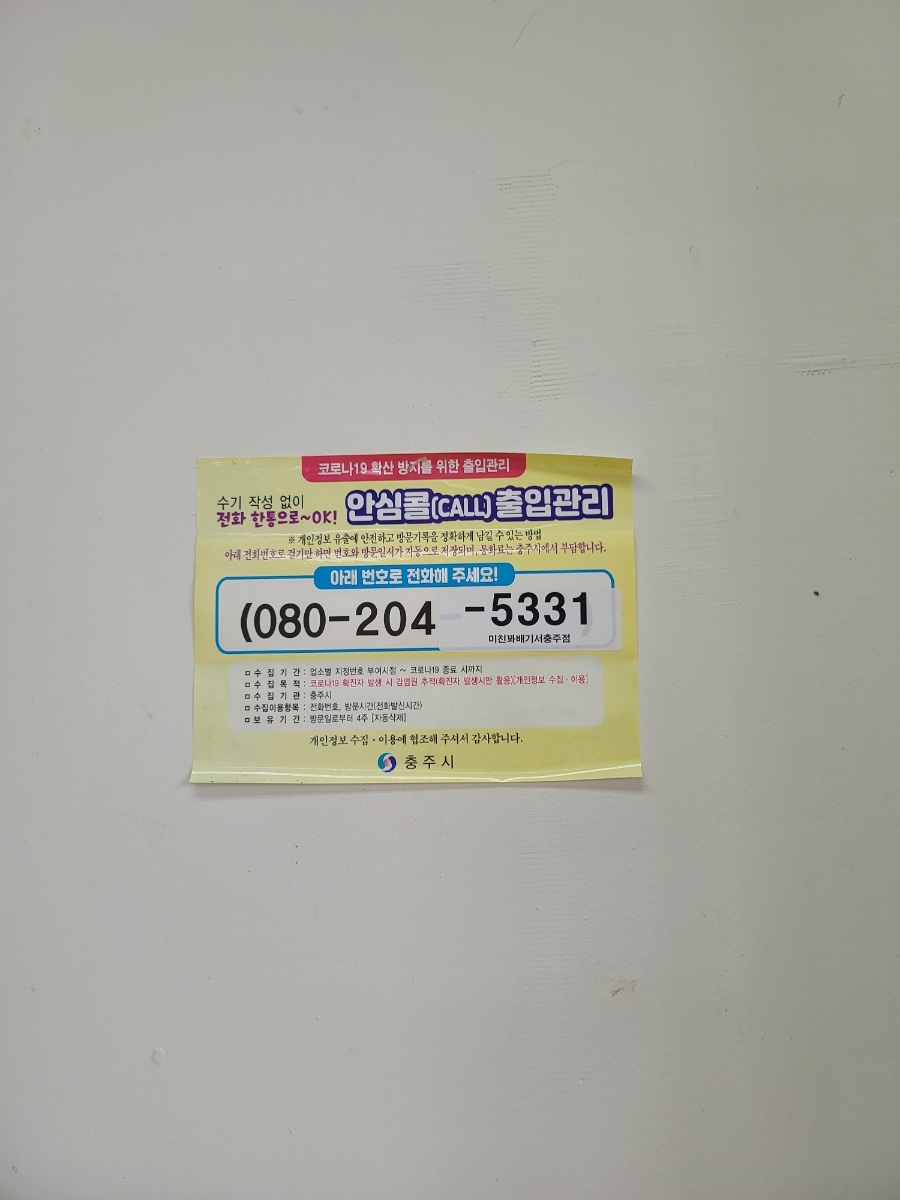 코로나19 확산 방지를 위한 출입관리
수기 작성 없이
전화 한통으로~OK!
안심콜(CALL) 출입관리
※ 개인정보 유출에 안전하고 방문기록을 정확하게 남길 수 있는 방법
아래 전화번호로 걸기만 하면 번호와 방문일시가 자동으로 저장되며, 통화료는 충주시에서 부담합니다.
아래 번호로 전화해 주세요!
(080-204 -5331 )
미친꽈배기서충주점
수 집 기 간 : 업소별 지정번호 부여시점 ~ 코로나19 종료 시까지
수 집 목 적 : 코로나19 확진자 발생 시 감염원 추적(확진자 발생시만 활용)[개인정보 수집·이용]
수 집 기 관 : 충주시
수집이용항목 : 전화번호, 방문시간(전화발신시간)
보 유 기 간 : 방문일로부터 4주 [자동삭제]
개인정보 수집·이용에 협조해 주셔서 감사합니다.
충주시